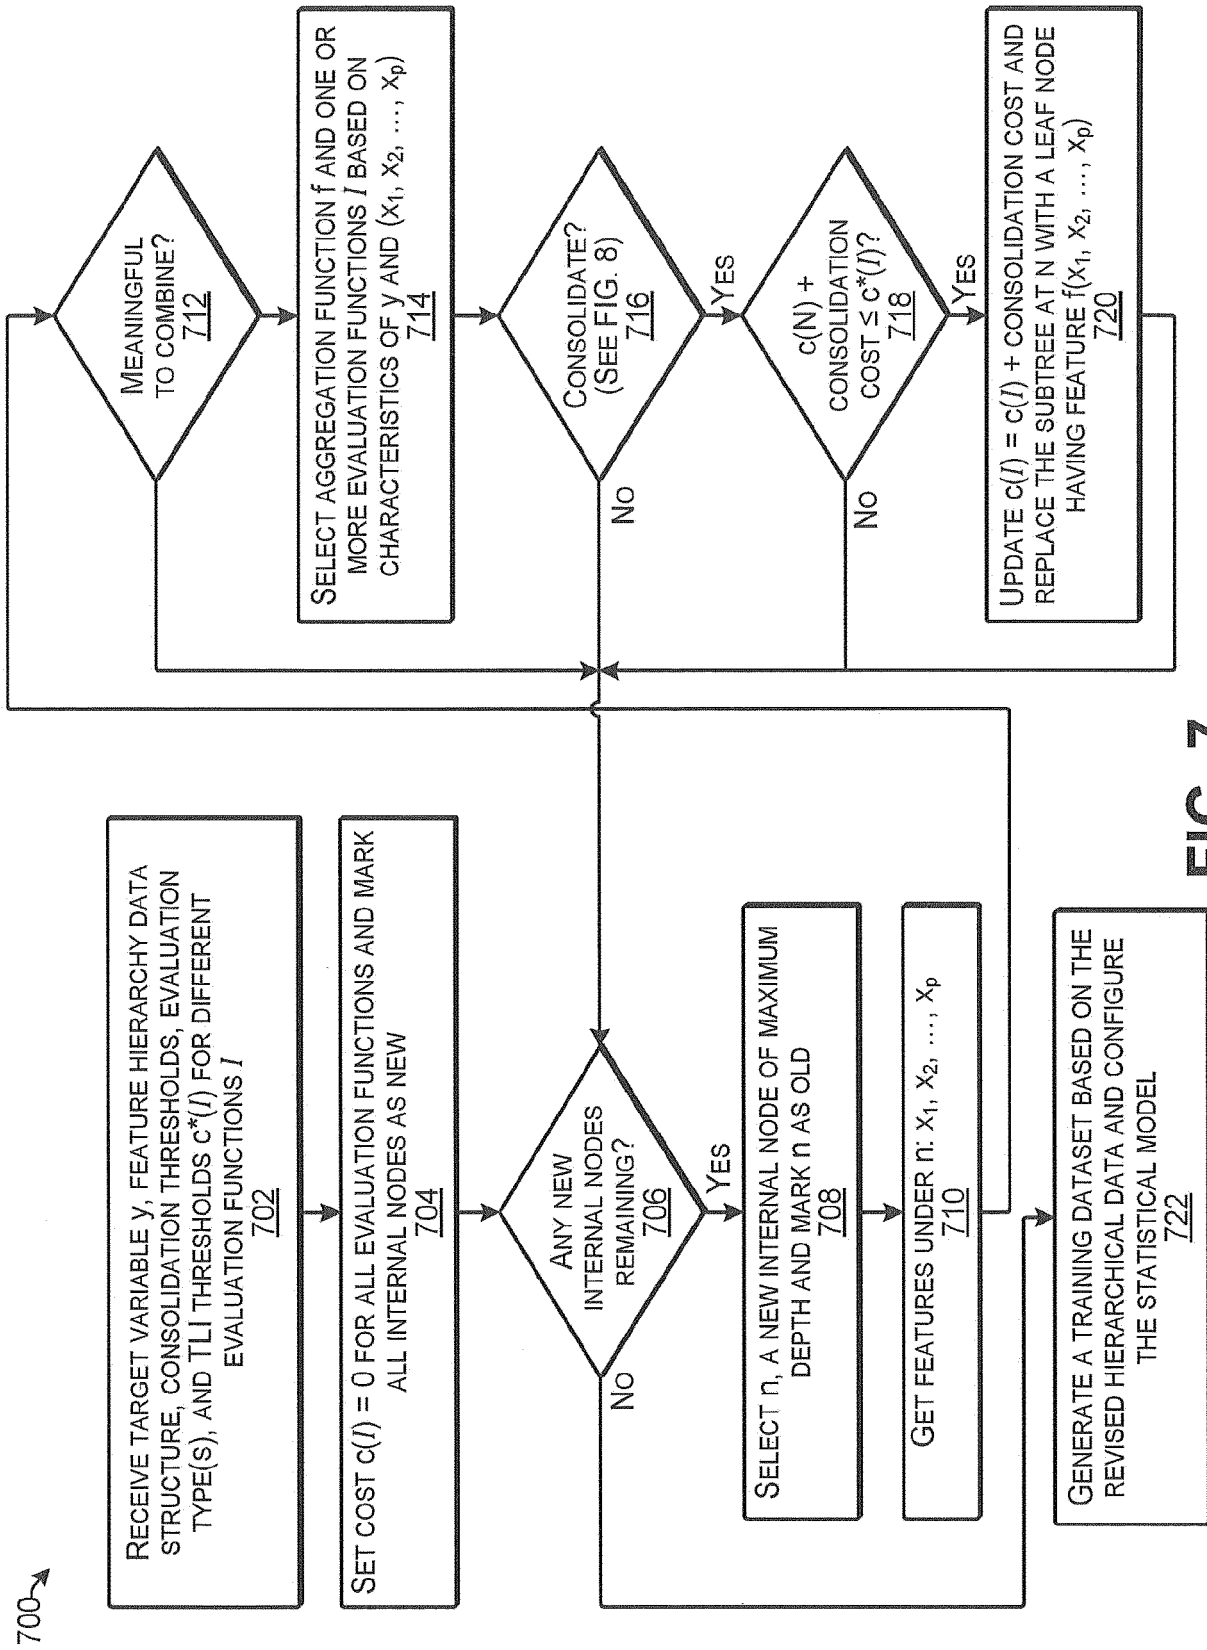 700
RECEIVE TARGET VARIABLE y, FEATURE HIERARCHY DATA
STRUCTURE, CONSOLIDATION THRESHOLDS, EVALUATION
TYPE(S), AND TLI THRESHOLDS c*(I) FOR DIFFERENT
EVALUATION FUNCTIONS I
702
SET COST c(I) = 0 FOR ALL EVALUATION FUNCTIONS AND MARK
ALL INTERNAL NODES AS NEW
704
ANY NEW
INTERNAL NODES
REMAINING?
706
NO
YES
SELECT n, A NEW INTERNAL NODE OF MAXIMUM
DEPTH AND MARK n AS OLD
708
GET FEATURES UNDER n: x₁, x₂, ..., xₚ
710
GENERATE A TRAINING DATASET BASED ON THE
REVISED HIERARCHICAL DATA AND CONFIGURE
THE STATISTICAL MODEL
722
MEANINGFUL
TO COMBINE?
712
SELECT AGGREGATION FUNCTION f AND ONE OR
MORE EVALUATION FUNCTIONS I BASED ON
CHARACTERISTICS OF y AND (x₁, x₂, ..., xₚ)
714
CONSOLIDATE?
(SEE FIG. 8)
716
NO
YES
c(N) +
CONSOLIDATION
COST ≤ c*(I)?
718
NO
YES
UPDATE c(I) = c(I) + CONSOLIDATION COST AND
REPLACE THE SUBTREE AT N WITH A LEAF NODE
HAVING FEATURE f(x₁, x₂, ..., xₚ)
720
FIG. 7